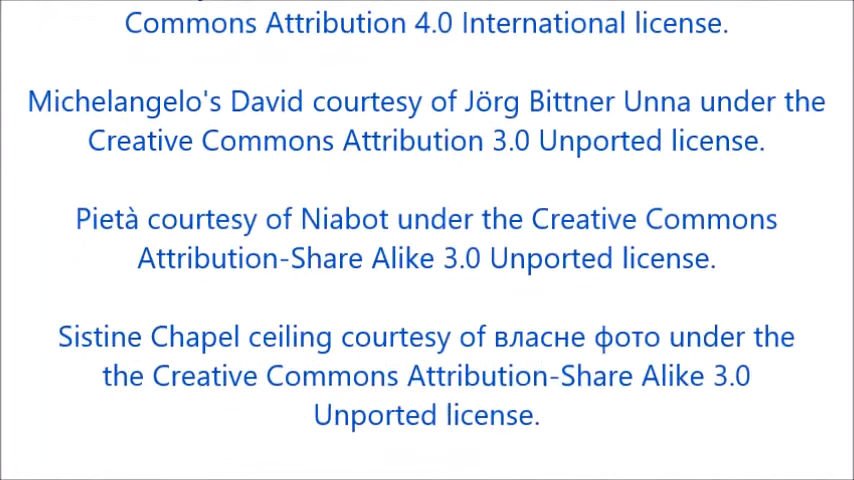 Commons Attribution 4.0 International license.
Michelangelo's David courtesy of Jörg Bittner Unna under the
Creative Commons Attribution 3.0 Unported license.
Pietà courtesy of Niabot under the Creative Commons
Attribution-Share Alike 3.0 Unported license.
Sistine Chapel ceiling courtesy of власне фото under the
the Creative Commons Attribution-Share Alike 3.0
Unported license.